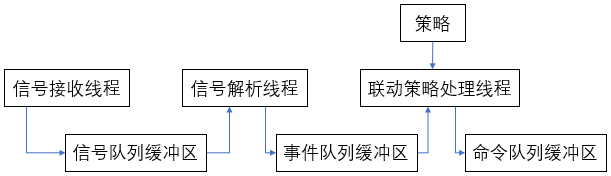 策略
信号接收线程
信号解析线程
联动策略处理线程
信号队列缓冲区
事件队列缓冲区
命令队列缓冲区